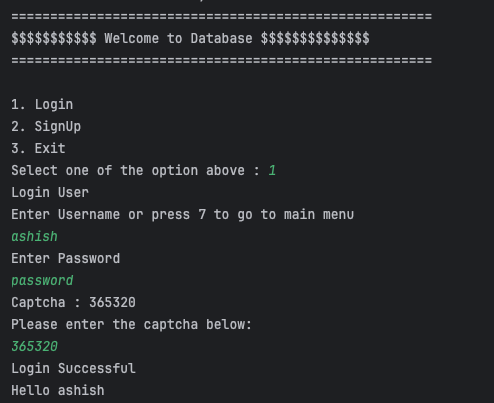 ======================================================
$$$$$$$$$$$ Welcome to Database $$$$$$$$$$$$$$
======================================================
1. Login
2. SignUp
3. Exit
Select one of the option above : 1
Login User
Enter Username or press 7 to go to main menu
ashish
Enter Password
password
Captcha : 365320
Please enter the captcha below:
365320
Login Successful
Hello ashish